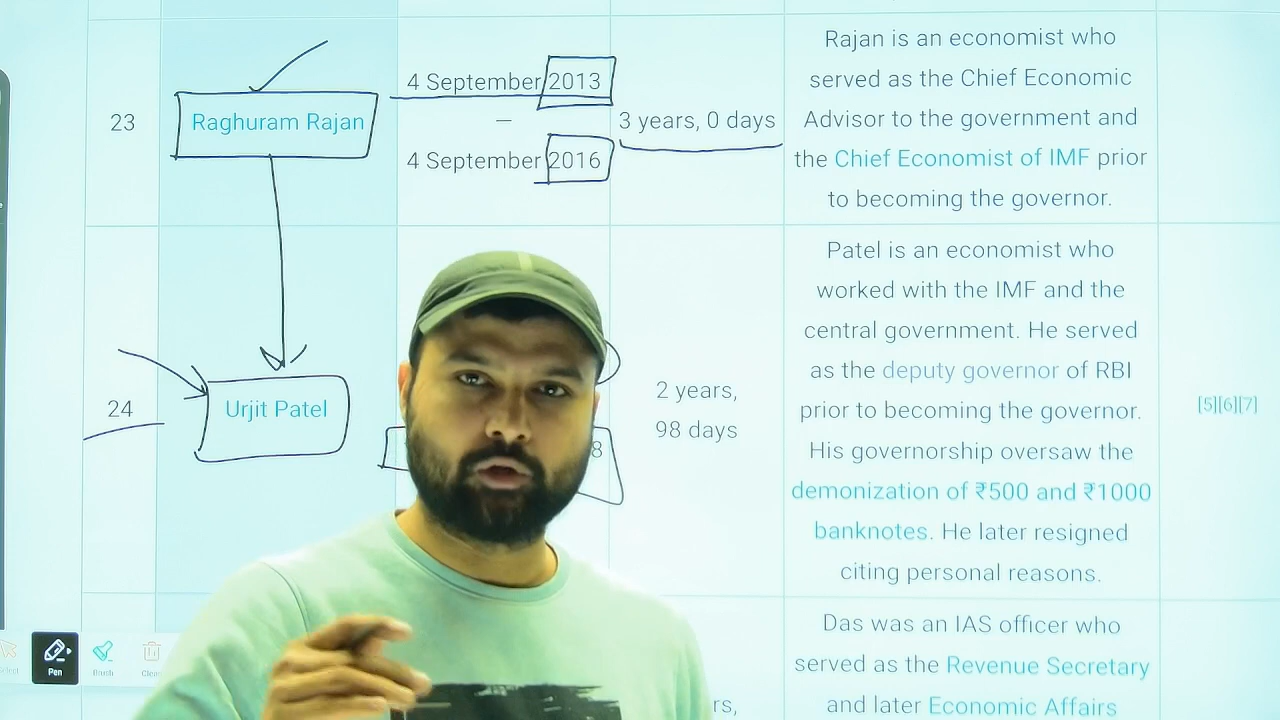 23
Raghuram Rajan
4 September 2013
—
4 September 2016
3 years, 0 days
Rajan is an economist who
served as the Chief Economic
Advisor to the government and
the Chief Economist of IMF prior
to becoming the governor.
24
Urjit Patel
8
2 years,
98 days
Patel is an economist who
worked with the IMF and the
central government. He served
as the deputy governor of RBI
prior to becoming the governor.
His governorship oversaw the
demonization of ₹500 and ₹1000
banknotes. He later resigned
citing personal reasons.
[5][6][7]
rs,
Das was an IAS officer who
served as the Revenue Secretary
and later Economic Affairs
Pen